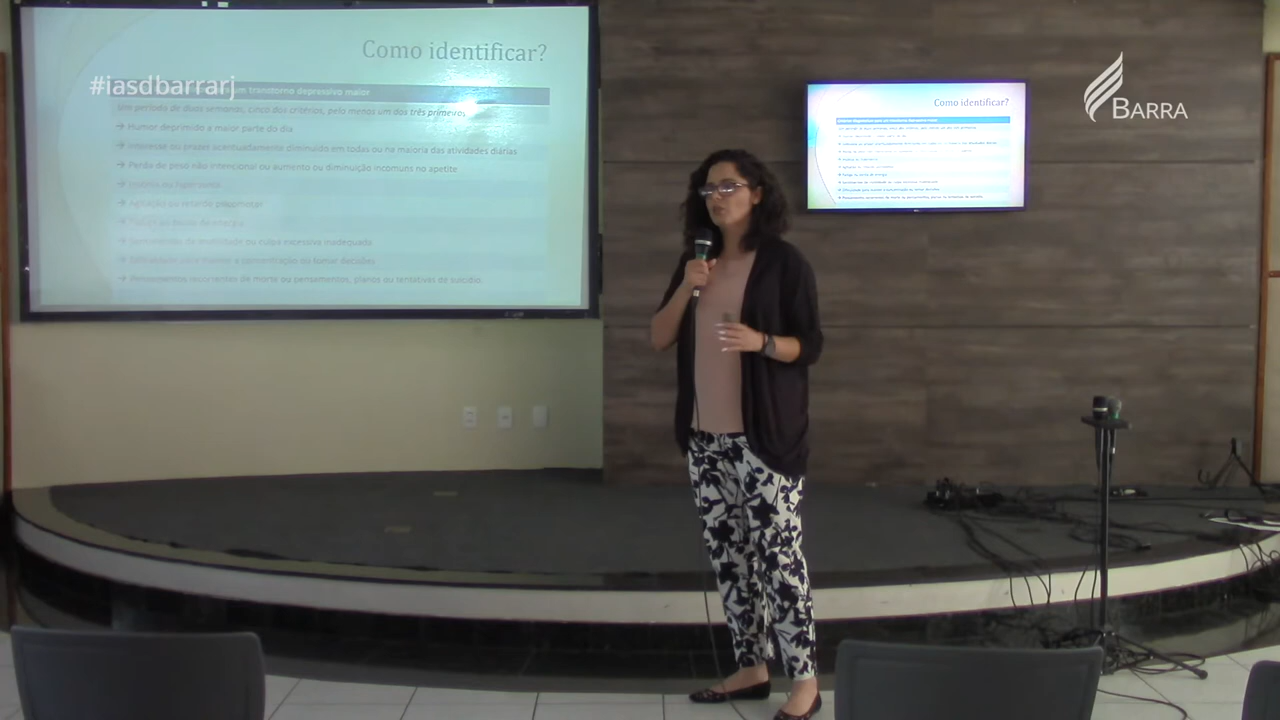 Como identificar?
#iasdbarrarj
um transtorno depressivo maior
Um período de duas semanas, cinco dos critérios, pelo menos um dos três primeiros
→ Humor deprimido a maior parte do dia
→ Interesse ou prazer acentuadamente diminuídos em todas ou na maioria das atividades diárias
→ Perda de peso não intencional ou aumento ou diminuição incomuns no apetite
→ Insônia ou hipersonia
→ Agitação ou retardo psicomotor
→ Fadiga ou perda de energia
→ Sentimentos de inutilidade ou culpa excessiva inadequada
→ Dificuldade para manter a concentração ou tomar decisões
→ Pensamentos recorrentes de morte ou pensamentos, planos ou tentativas de suicídio
Como identificar?
BARRA